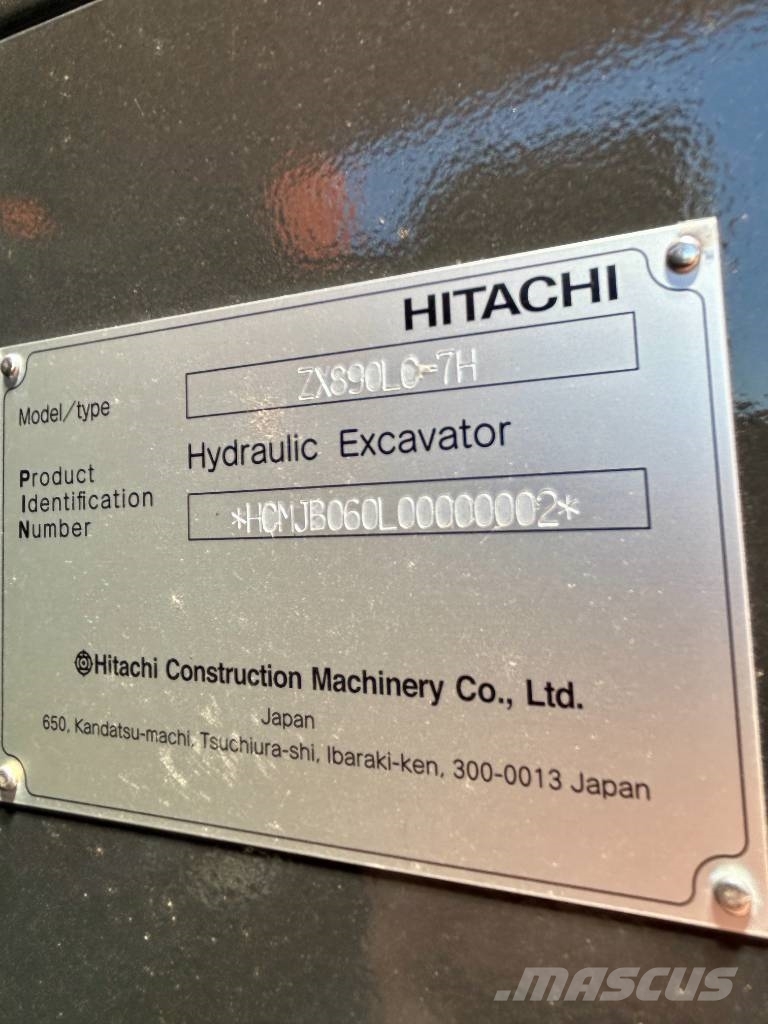 HITACHI
Model/type ZX890LC-7H
Hydraulic Excavator
Product
Identification
Number *HCMJB060L00000002*
Hitachi Construction Machinery Co., Ltd.
Japan
650, Kandatsu-machi, Tsuchiura-shi, Ibaraki-ken, 300-0013 Japan
.MASCUS